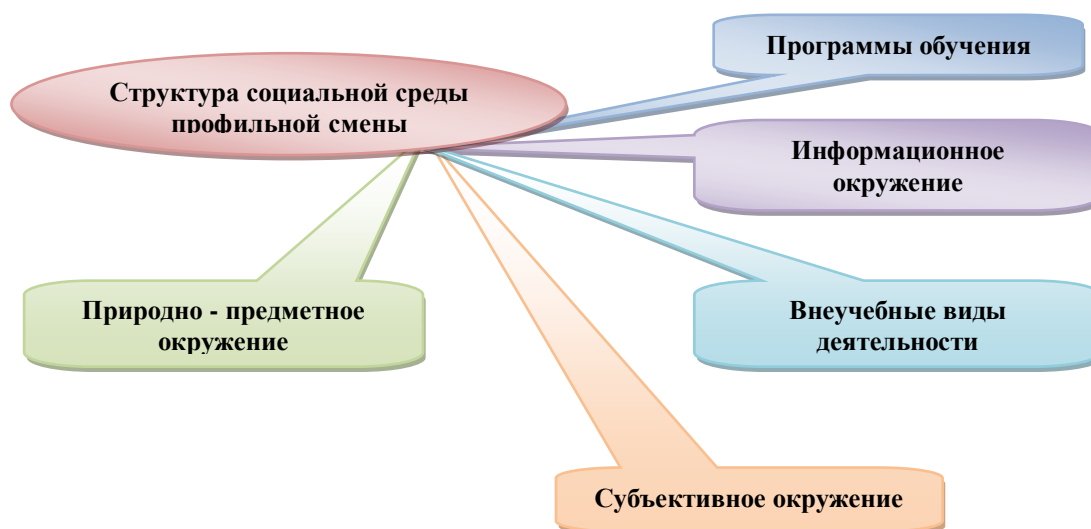 Структура социальной среды
профильной смены
Программы обучения
Информационное
окружение
Природно - предметное
окружение
Внеучебные виды
деятельности
Субъективное окружение